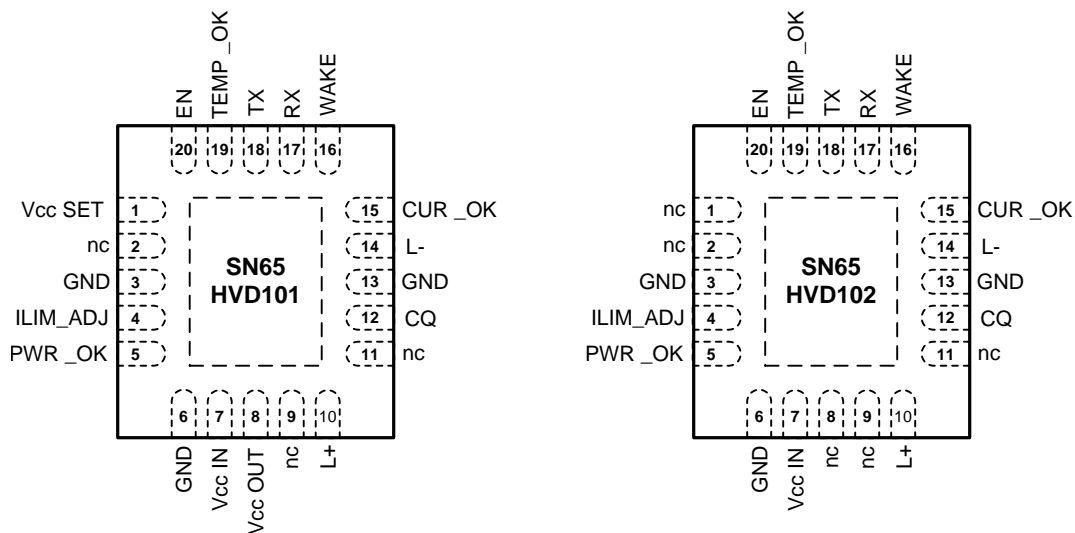 EN
TEMP _OK
TX
RX
WAKE
20
19
18
17
16
Vcc SET
1
nc
2
GND
3
ILIM_ADJ
4
PWR _OK
5
SN65
HVD101
15
CUR _OK
14
L-
13
GND
12
CQ
11
nc
6
7
8
9
10
GND
Vcc IN
Vcc OUT
nc
L+
EN
TEMP _OK
TX
RX
WAKE
20
19
18
17
16
nc
1
nc
2
GND
3
ILIM_ADJ
4
PWR _OK
5
SN65
HVD102
15
CUR _OK
14
L-
13
GND
12
CQ
11
nc
6
7
8
9
10
GND
Vcc IN
nc
nc
L+